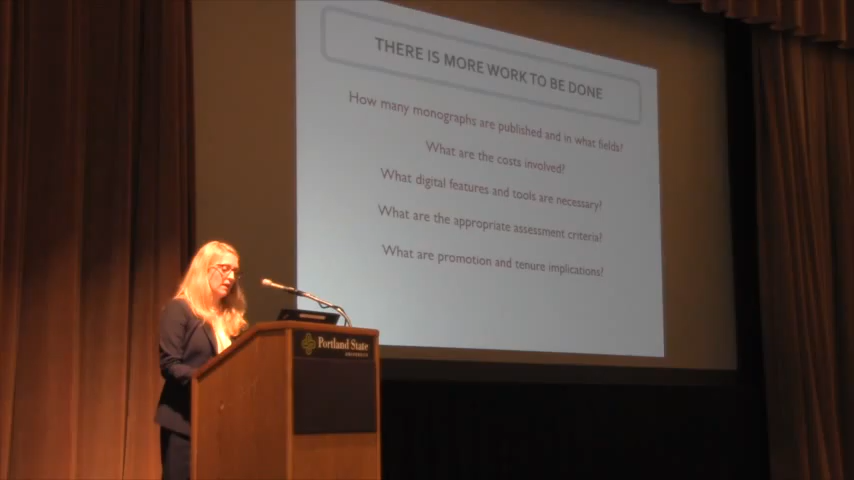 THERE IS MORE WORK TO BE DONE
How many monographs are published and in what fields?
What are the costs involved?
What digital features and tools are necessary?
What are the appropriate assessment criteria?
What are promotion and tenure implications?
Portland State
UNIVERSITY